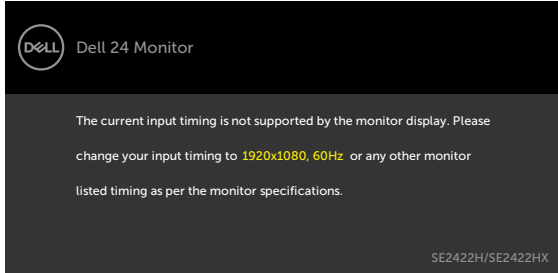 DELL
Dell 24 Monitor
The current input timing is not supported by the monitor display. Please
change your input timing to 1920x1080, 60Hz or any other monitor
listed timing as per the monitor specifications.
SE2422H/SE2422HX